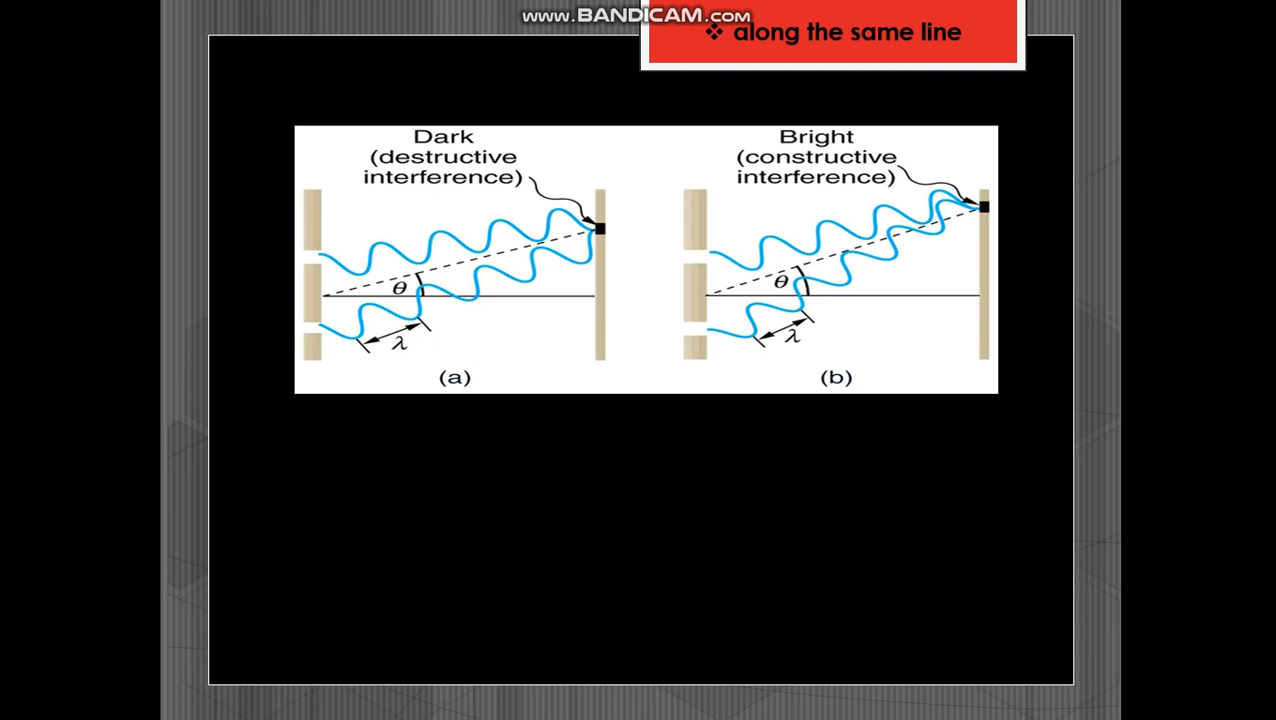 www.BANDICAM.com
❖ along the same line
Dark
(destructive
interference)
θ
λ
(a)
Bright
(constructive
interference)
θ
λ
(b)